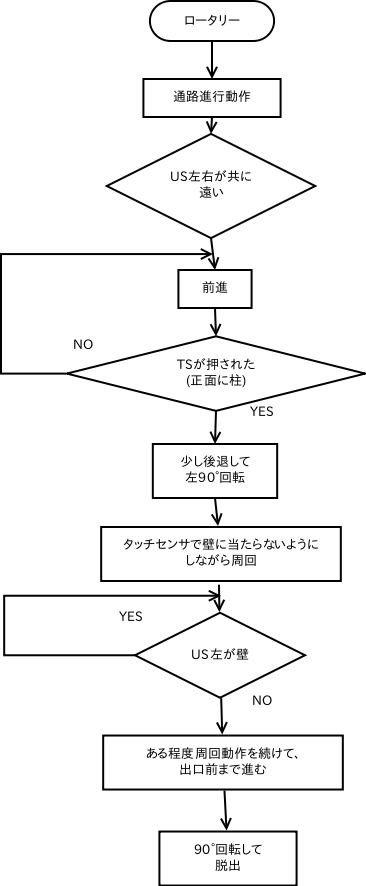 ロータリー
通路進行動作
US左右が共に
遠い
前進
NO
TSが押された
(正面に柱)
YES
少し後退して
左90°回転
タッチセンサで壁に当たらないように
しながら周回
YES
US左が壁
NO
ある程度周回動作を続けて、
出口前まで進む
90°回転して
脱出